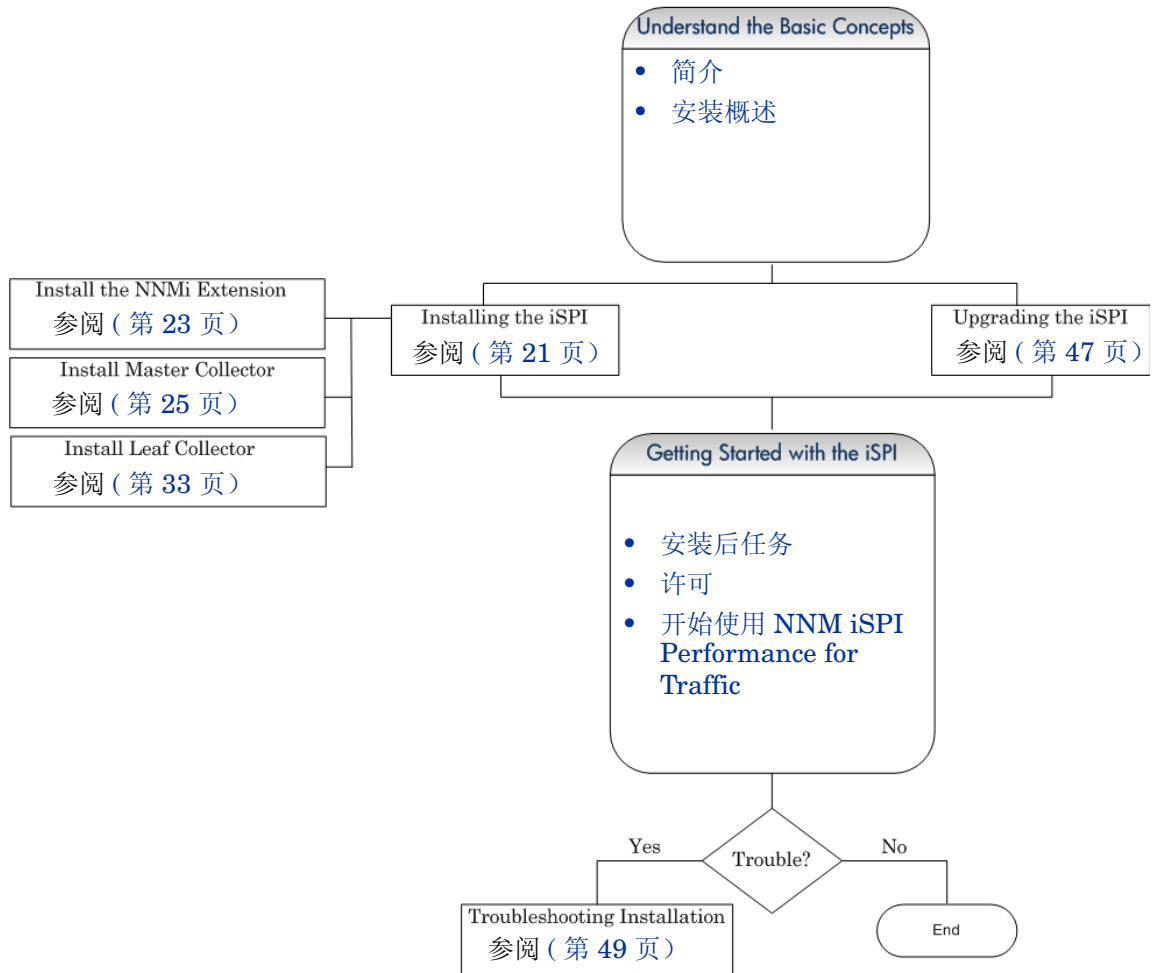 Understand the Basic Concepts
• 简介
• 安装概述
Install the NNMi Extension
参阅 ( 第 23 页）
Install Master Collector
参阅 ( 第 25 页）
Install Leaf Collector
参阅 ( 第 33 页）
Installing the iSPI
参阅 ( 第 21 页）
Upgrading the iSPI
参阅 ( 第 47 页）
Getting Started with the iSPI
• 安装后任务
• 许可
• 开始使用 NNM iSPI
Performance for
Traffic
Trouble?
Yes
No
Troubleshooting Installation
参阅 ( 第 49 页）
End